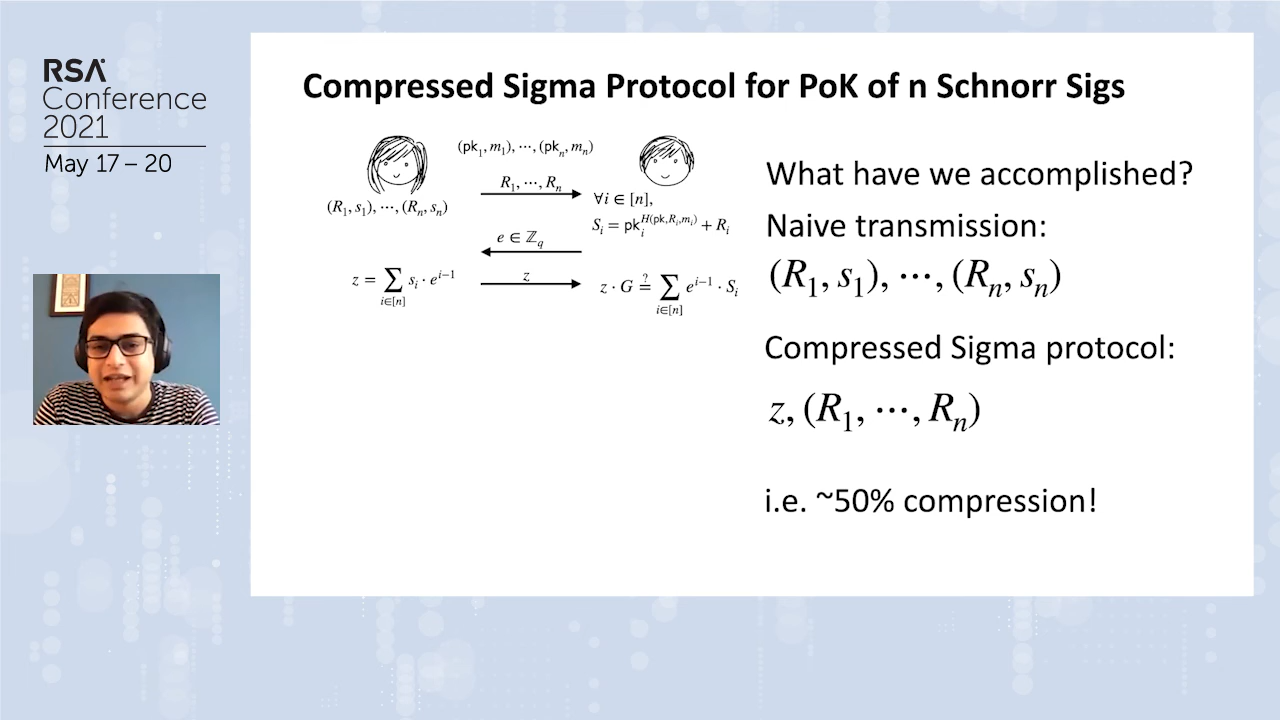 RSA
Conference
2021
May 17 – 20
Compressed Sigma Protocol for PoK of n Schnorr Sigs
(pk₁, m₁), ⋯, (pkₙ, mₙ)
R₁, ⋯, Rₙ
(R₁, s₁), ⋯, (Rₙ, sₙ)
∀i ∈ [n],
Sᵢ = pkᵢ^{H(pk,Rᵢ,mᵢ)} + Rᵢ
e ∈ ℤ_q
z = ∑_{i∈[n]} sᵢ · e^{i−1}
z
z · G ≟ ∑_{i∈[n]} e^{i−1} · Sᵢ
What have we accomplished?
Naive transmission:
(R₁, s₁), ⋯, (Rₙ, sₙ)
Compressed Sigma protocol:
z, (R₁, ⋯, Rₙ)
i.e. ~50% compression!